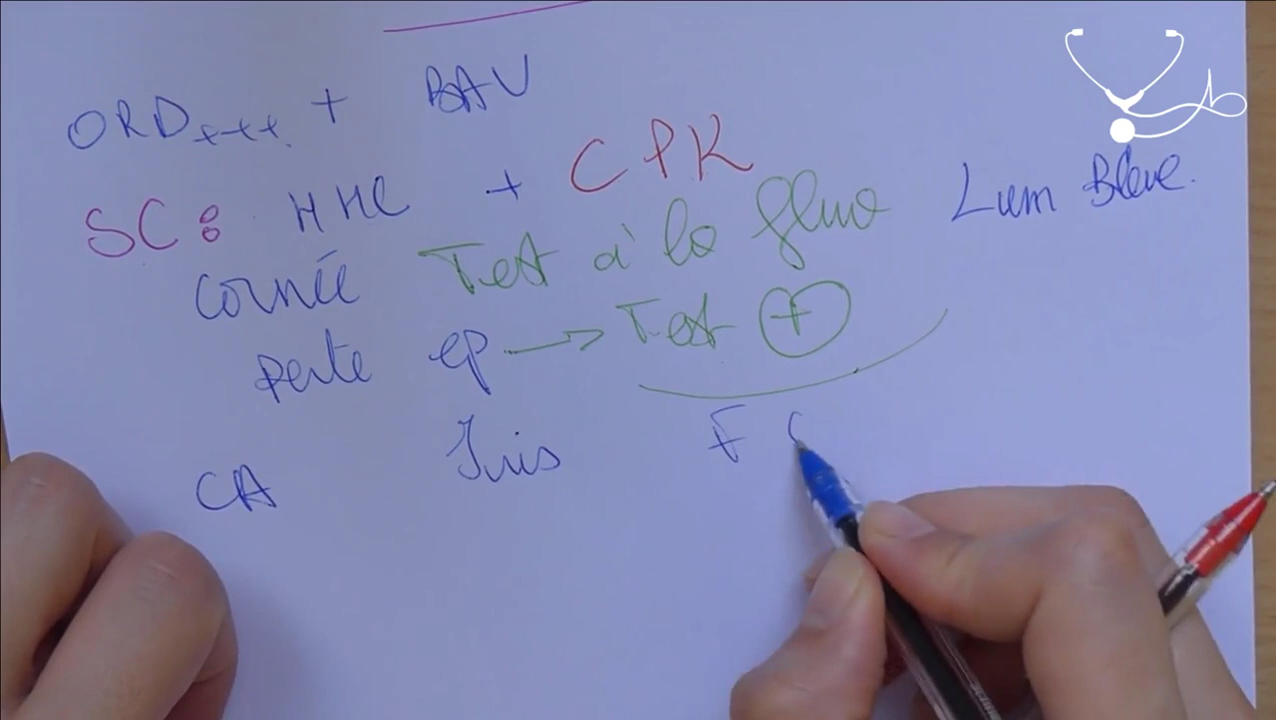 ORD+++ + BAV
SC: HHC + CPK
cornée Test à la fluo Lum Bleue.
perte ep → Test +
CA Iris F